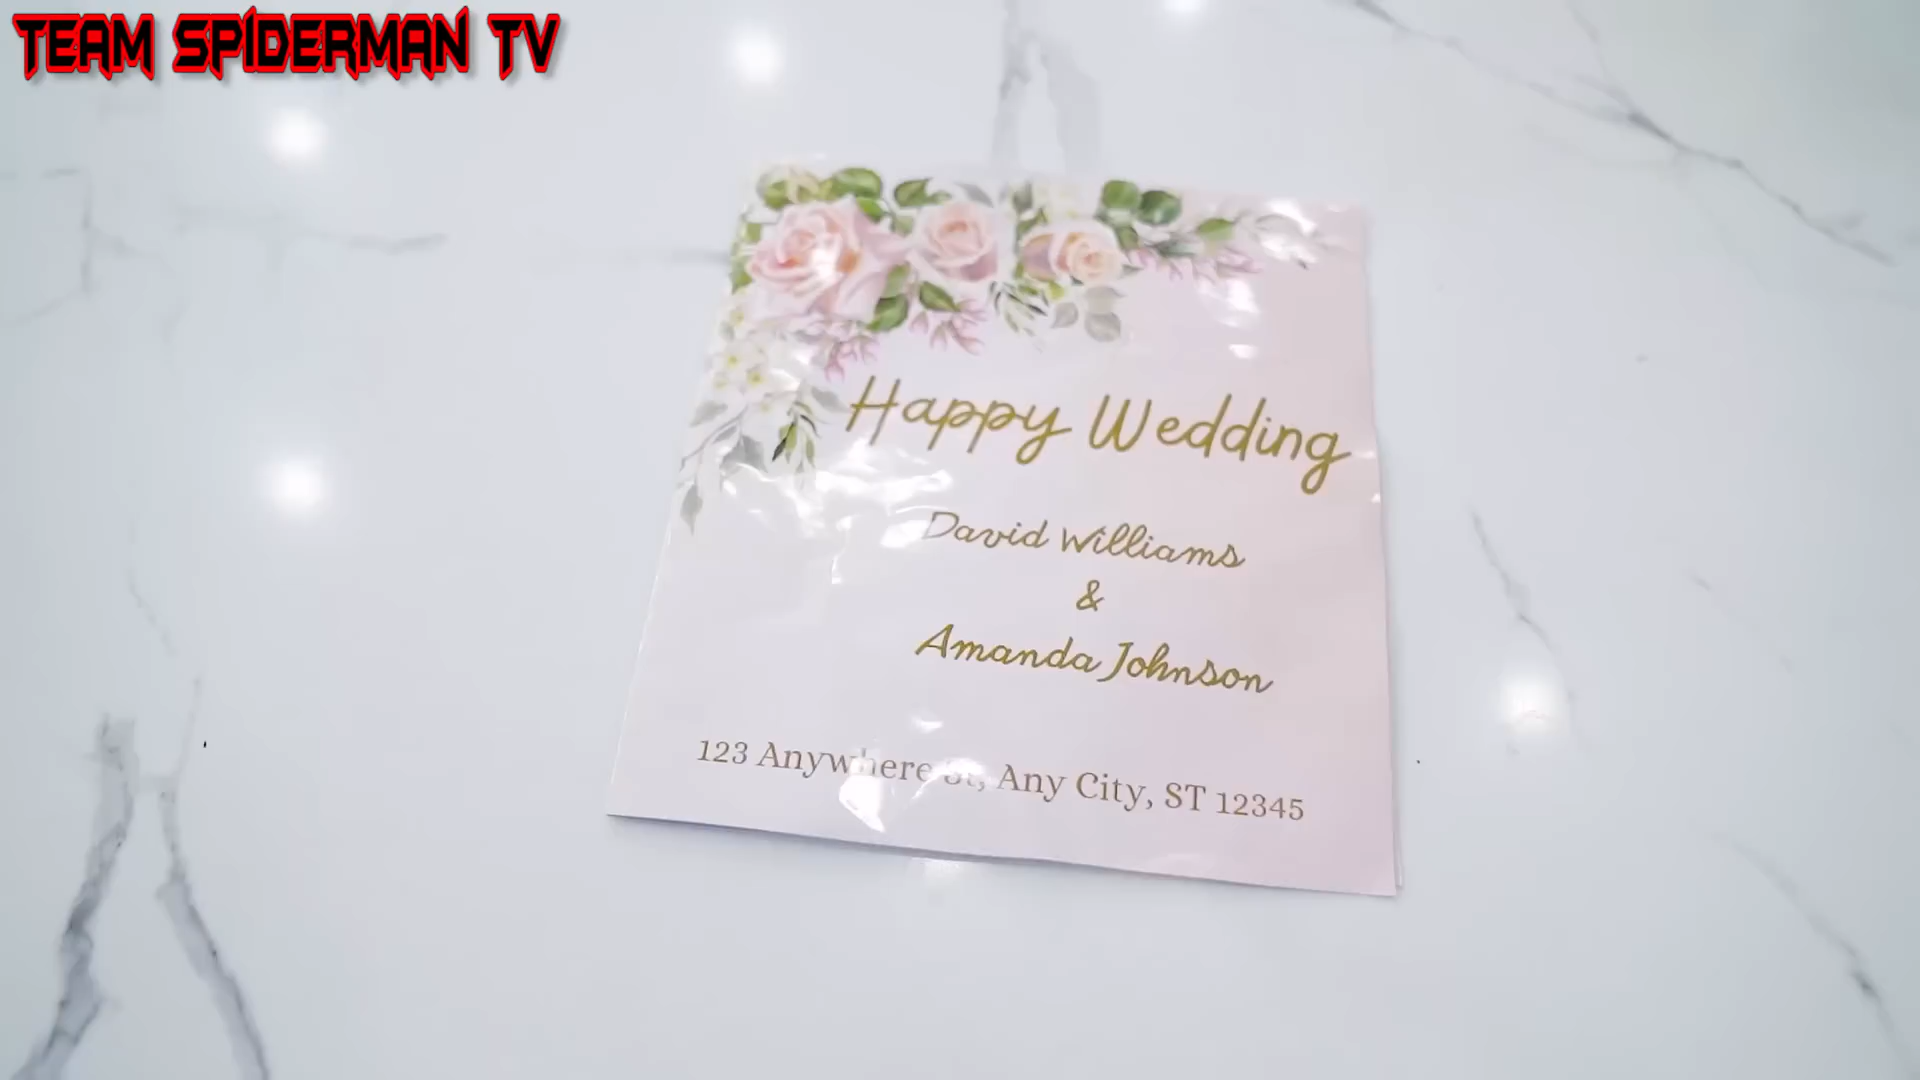 TEAM SPIDERMAN TV
Happy Wedding
David Williams
&
Amanda Johnson
123 Anywhere St, Any City, ST 12345